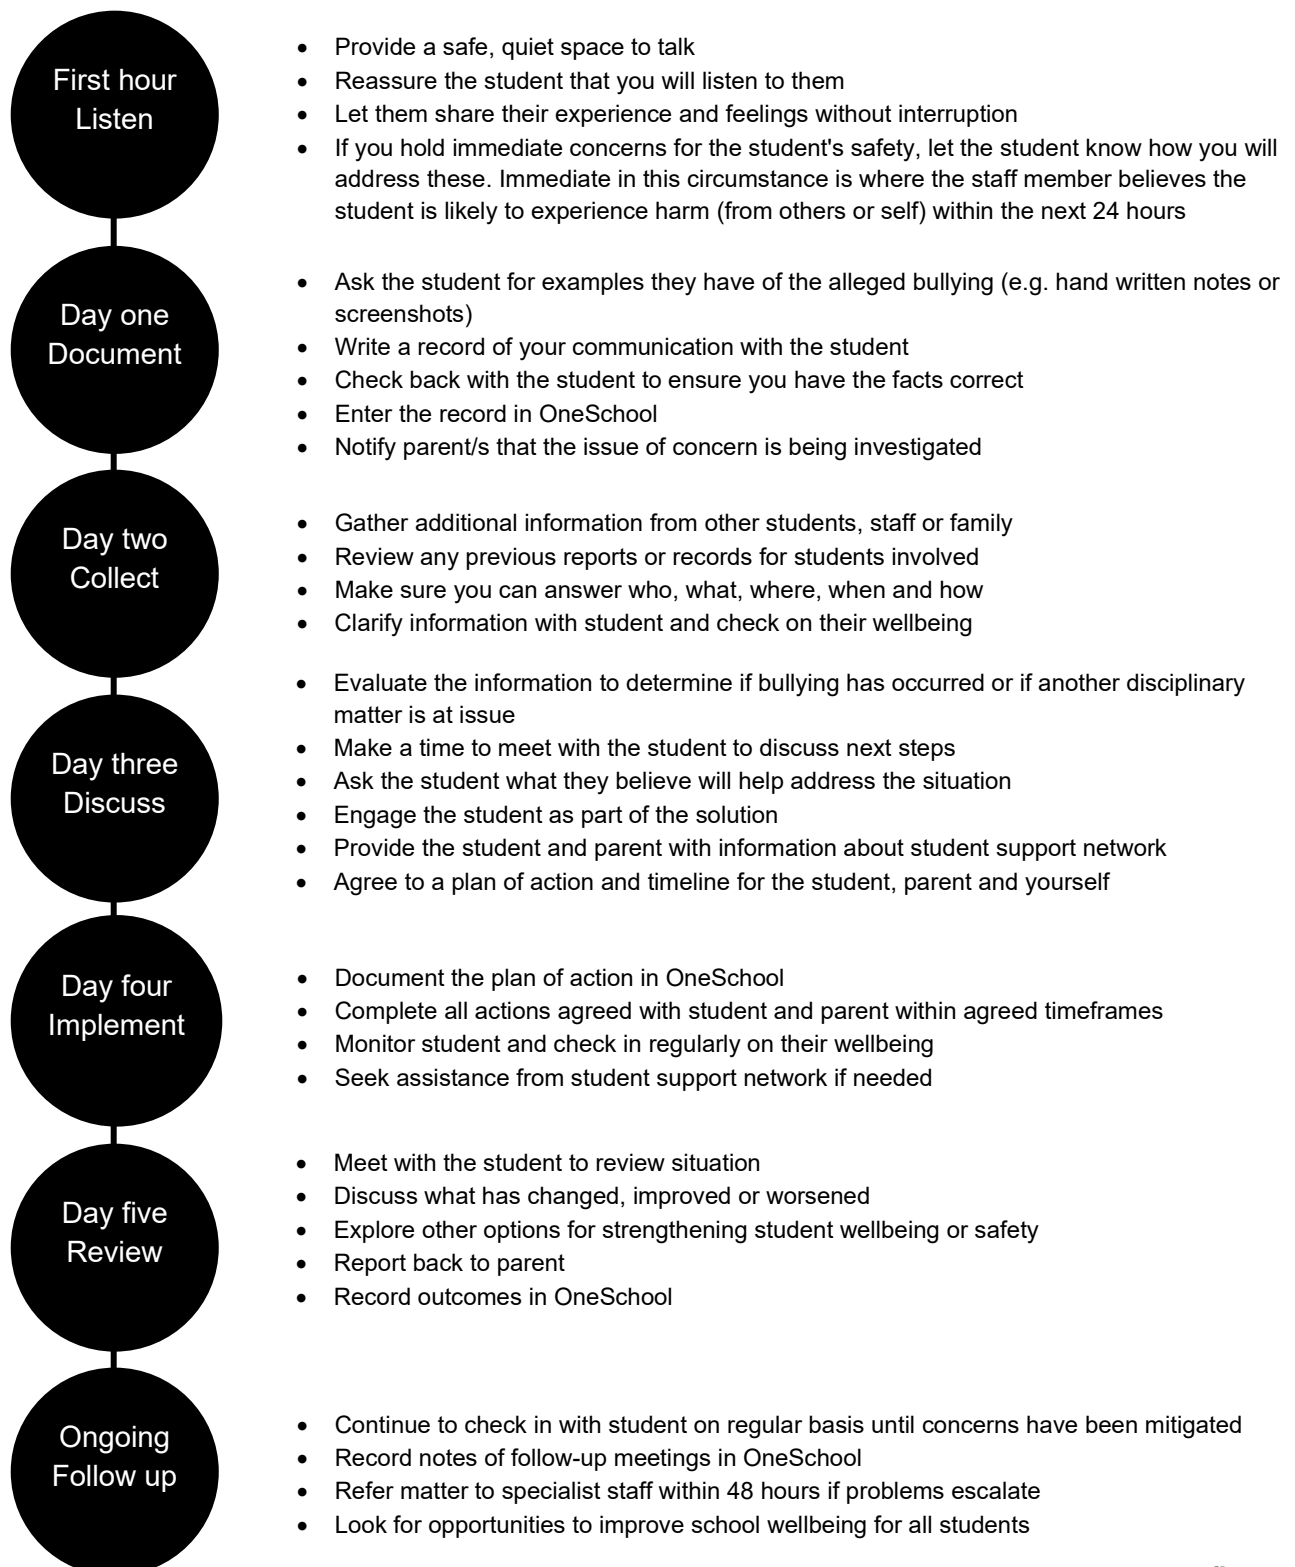 First hour
Listen
• Provide a safe, quiet space to talk
• Reassure the student that you will listen to them
• Let them share their experience and feelings without interruption
• If you hold immediate concerns for the student's safety, let the student know how you will
address these. Immediate in this circumstance is where the staff member believes the
student is likely to experience harm (from others or self) within the next 24 hours
Day one
Document
• Ask the student for examples they have of the alleged bullying (e.g. hand written notes or
screenshots)
• Write a record of your communication with the student
• Check back with the student to ensure you have the facts correct
• Enter the record in OneSchool
• Notify parent/s that the issue of concern is being investigated
Day two
Collect
• Gather additional information from other students, staff or family
• Review any previous reports or records for students involved
• Make sure you can answer who, what, where, when and how
• Clarify information with student and check on their wellbeing
Day three
Discuss
• Evaluate the information to determine if bullying has occurred or if another disciplinary
matter is at issue
• Make a time to meet with the student to discuss next steps
• Ask the student what they believe will help address the situation
• Engage the student as part of the solution
• Provide the student and parent with information about student support network
• Agree to a plan of action and timeline for the student, parent and yourself
Day four
Implement
• Document the plan of action in OneSchool
• Complete all actions agreed with student and parent within agreed timeframes
• Monitor student and check in regularly on their wellbeing
• Seek assistance from student support network if needed
Day five
Review
• Meet with the student to review situation
• Discuss what has changed, improved or worsened
• Explore other options for strengthening student wellbeing or safety
• Report back to parent
• Record outcomes in OneSchool
Ongoing
Follow up
• Continue to check in with student on regular basis until concerns have been mitigated
• Record notes of follow-up meetings in OneSchool
• Refer matter to specialist staff within 48 hours if problems escalate
• Look for opportunities to improve school wellbeing for all students